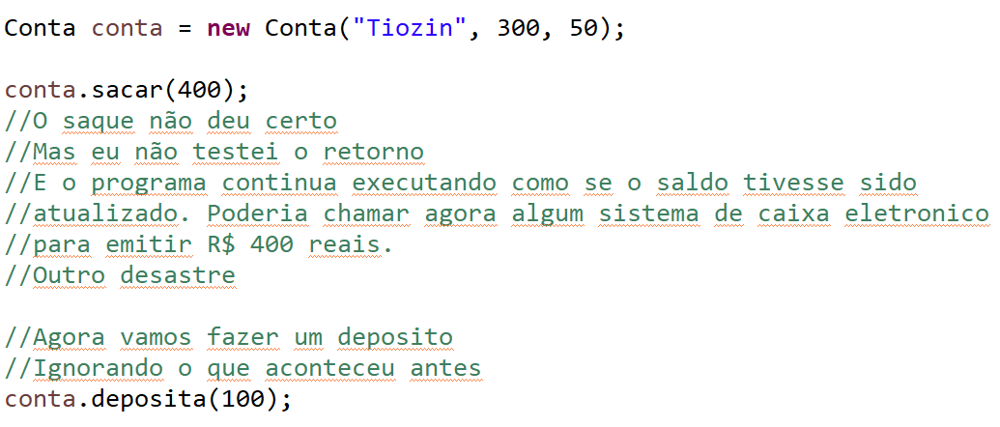 Conta conta = new Conta("Tiozin", 300, 50);
conta.sacar(400);
//O saque não deu certo
//Mas eu não testei o retorno
//E o programa continua executando como se o saldo tivesse sido
//atualizado. Poderia chamar agora algum sistema de caixa eletronico
//para emitir R$ 400 reais.
//Outro desastre
//Agora vamos fazer um deposito
//Ignorando o que aconteceu antes
conta.deposita(100);